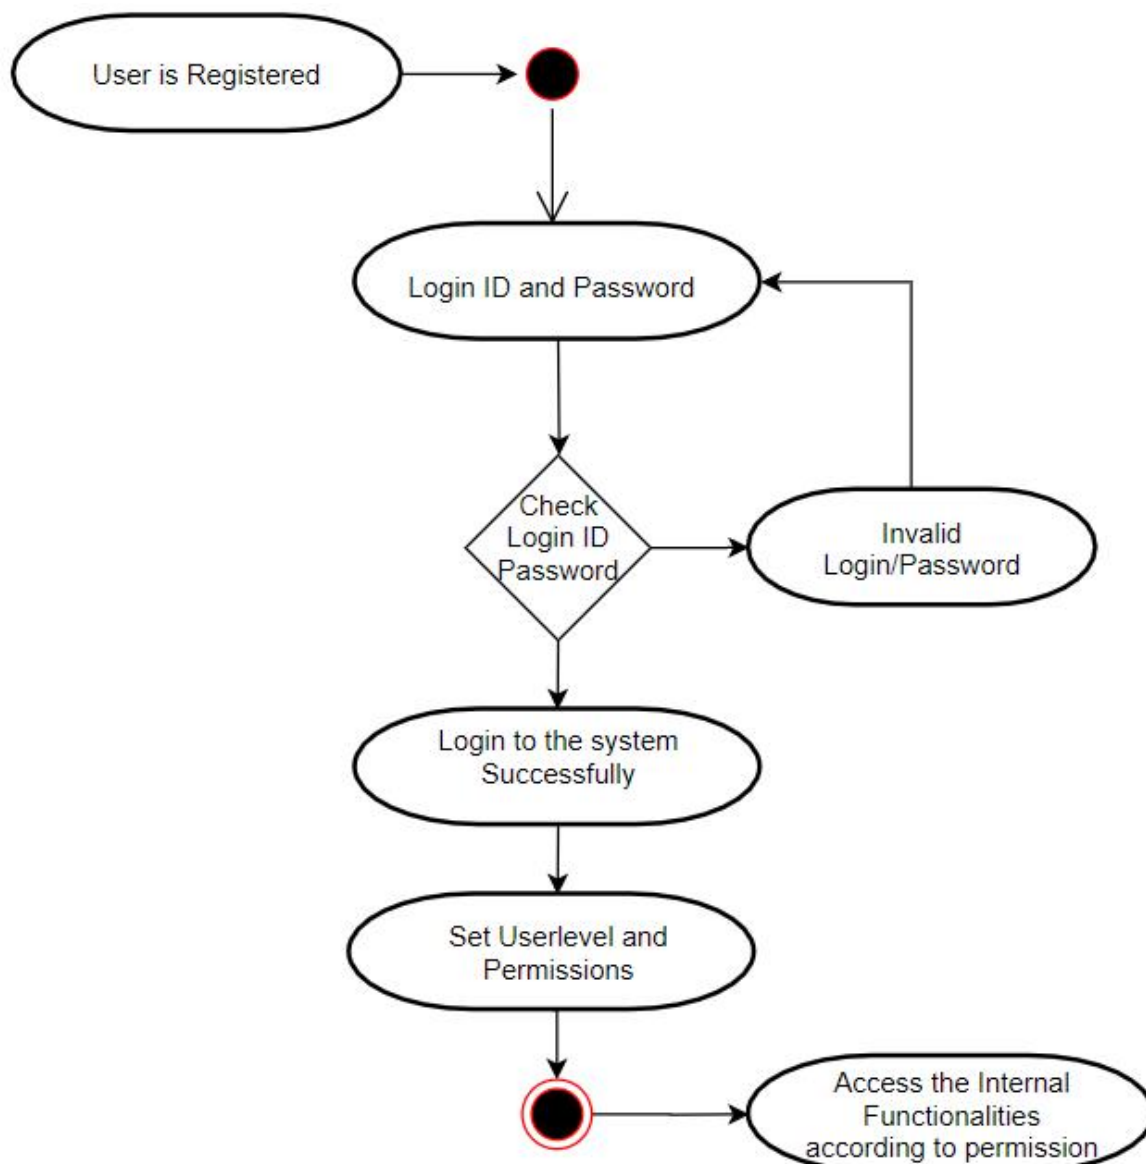 User is Registered
Login ID and Password
Check
Login ID
Password
Invalid
Login/Password
Login to the system
Successfully
Set Userlevel and
Permissions
Access the Internal
Functionalities
according to permission